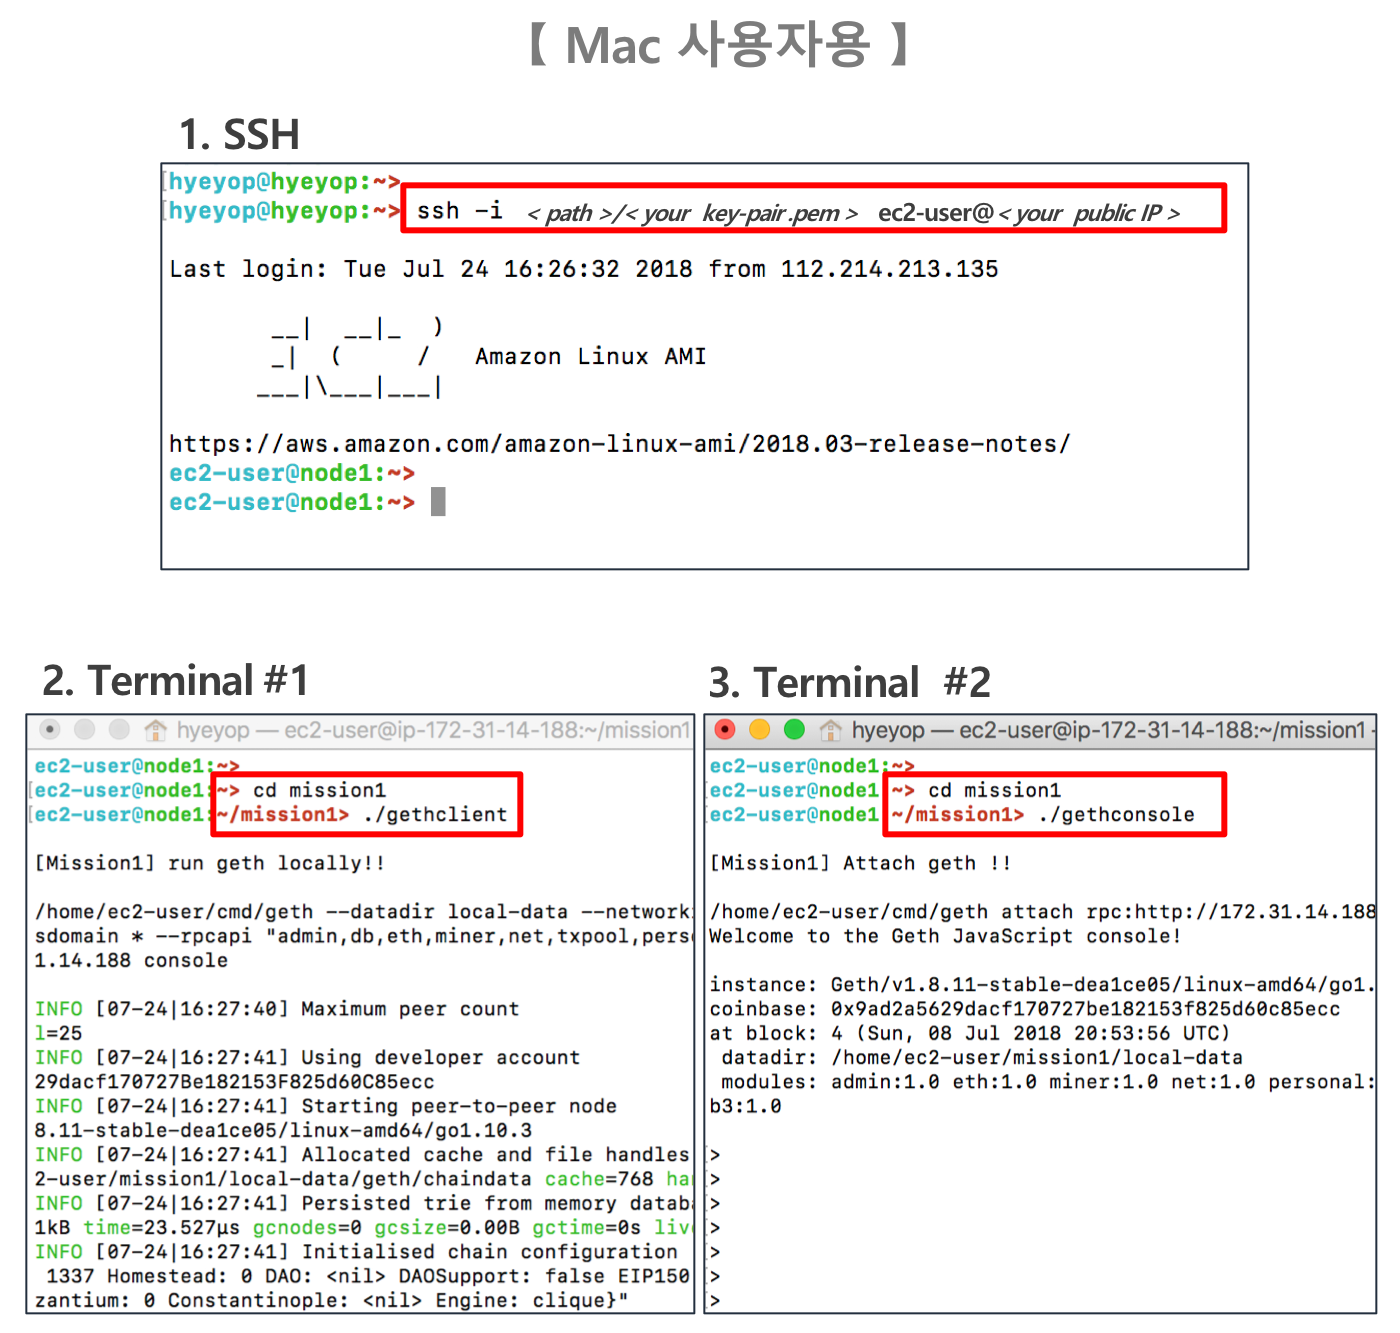 【 Mac 사용자용 】
1. SSH
[hyeyop@hyeyop:~>
[hyeyop@hyeyop:~> ssh -i < path >/< your key-pair.pem > ec2-user@< your public IP >
Last login: Tue Jul 24 16:26:32 2018 from 112.214.213.135
__|  __|_  )
_|  (     /   Amazon Linux AMI
___|\___|___|
https://aws.amazon.com/amazon-linux-ami/2018.03-release-notes/
ec2-user@node1:~>
ec2-user@node1:~>
2. Terminal #1
hyeyop — ec2-user@ip-172-31-14-188:~/mission1
ec2-user@node1:~>
[ec2-user@node1:~> cd mission1
[ec2-user@node1:~/mission1> ./gethclient
[Mission1] run geth locally!!
/home/ec2-user/cmd/geth --datadir local-data --network
sdomain * --rpcapi "admin,db,eth,miner,net,txpool,pers
1.14.188 console
INFO [07-24|16:27:40] Maximum peer count
l=25
INFO [07-24|16:27:41] Using developer account
29dacf170727Be182153F825d60C85ecc
INFO [07-24|16:27:41] Starting peer-to-peer node
8.11-stable-dea1ce05/linux-amd64/go1.10.3
INFO [07-24|16:27:41] Allocated cache and file handles
2-user/mission1/local-data/geth/chaindata cache=768 ha
INFO [07-24|16:27:41] Persisted trie from memory datab
1kB time=23.527µs gcnodes=0 gcsize=0.00B gctime=0s liv
INFO [07-24|16:27:41] Initialised chain configuration
1337 Homestead: 0 DAO: <nil> DAOSupport: false EIP150
zantium: 0 Constantinople: <nil> Engine: clique}"
3. Terminal #2
hyeyop — ec2-user@ip-172-31-14-188:~/mission1 -
ec2-user@node1:~>
[ec2-user@node1:~> cd mission1
[ec2-user@node1:~/mission1> ./gethconsole
[Mission1] Attach geth !!
/home/ec2-user/cmd/geth attach rpc:http://172.31.14.188
Welcome to the Geth JavaScript console!
instance: Geth/v1.8.11-stable-dea1ce05/linux-amd64/go1.
coinbase: 0x9ad2a5629dacf170727be182153f825d60c85ecc
at block: 4 (Sun, 08 Jul 2018 20:53:56 UTC)
datadir: /home/ec2-user/mission1/local-data
modules: admin:1.0 eth:1.0 miner:1.0 net:1.0 personal:
b3:1.0
>
>
>
>
>
>
>